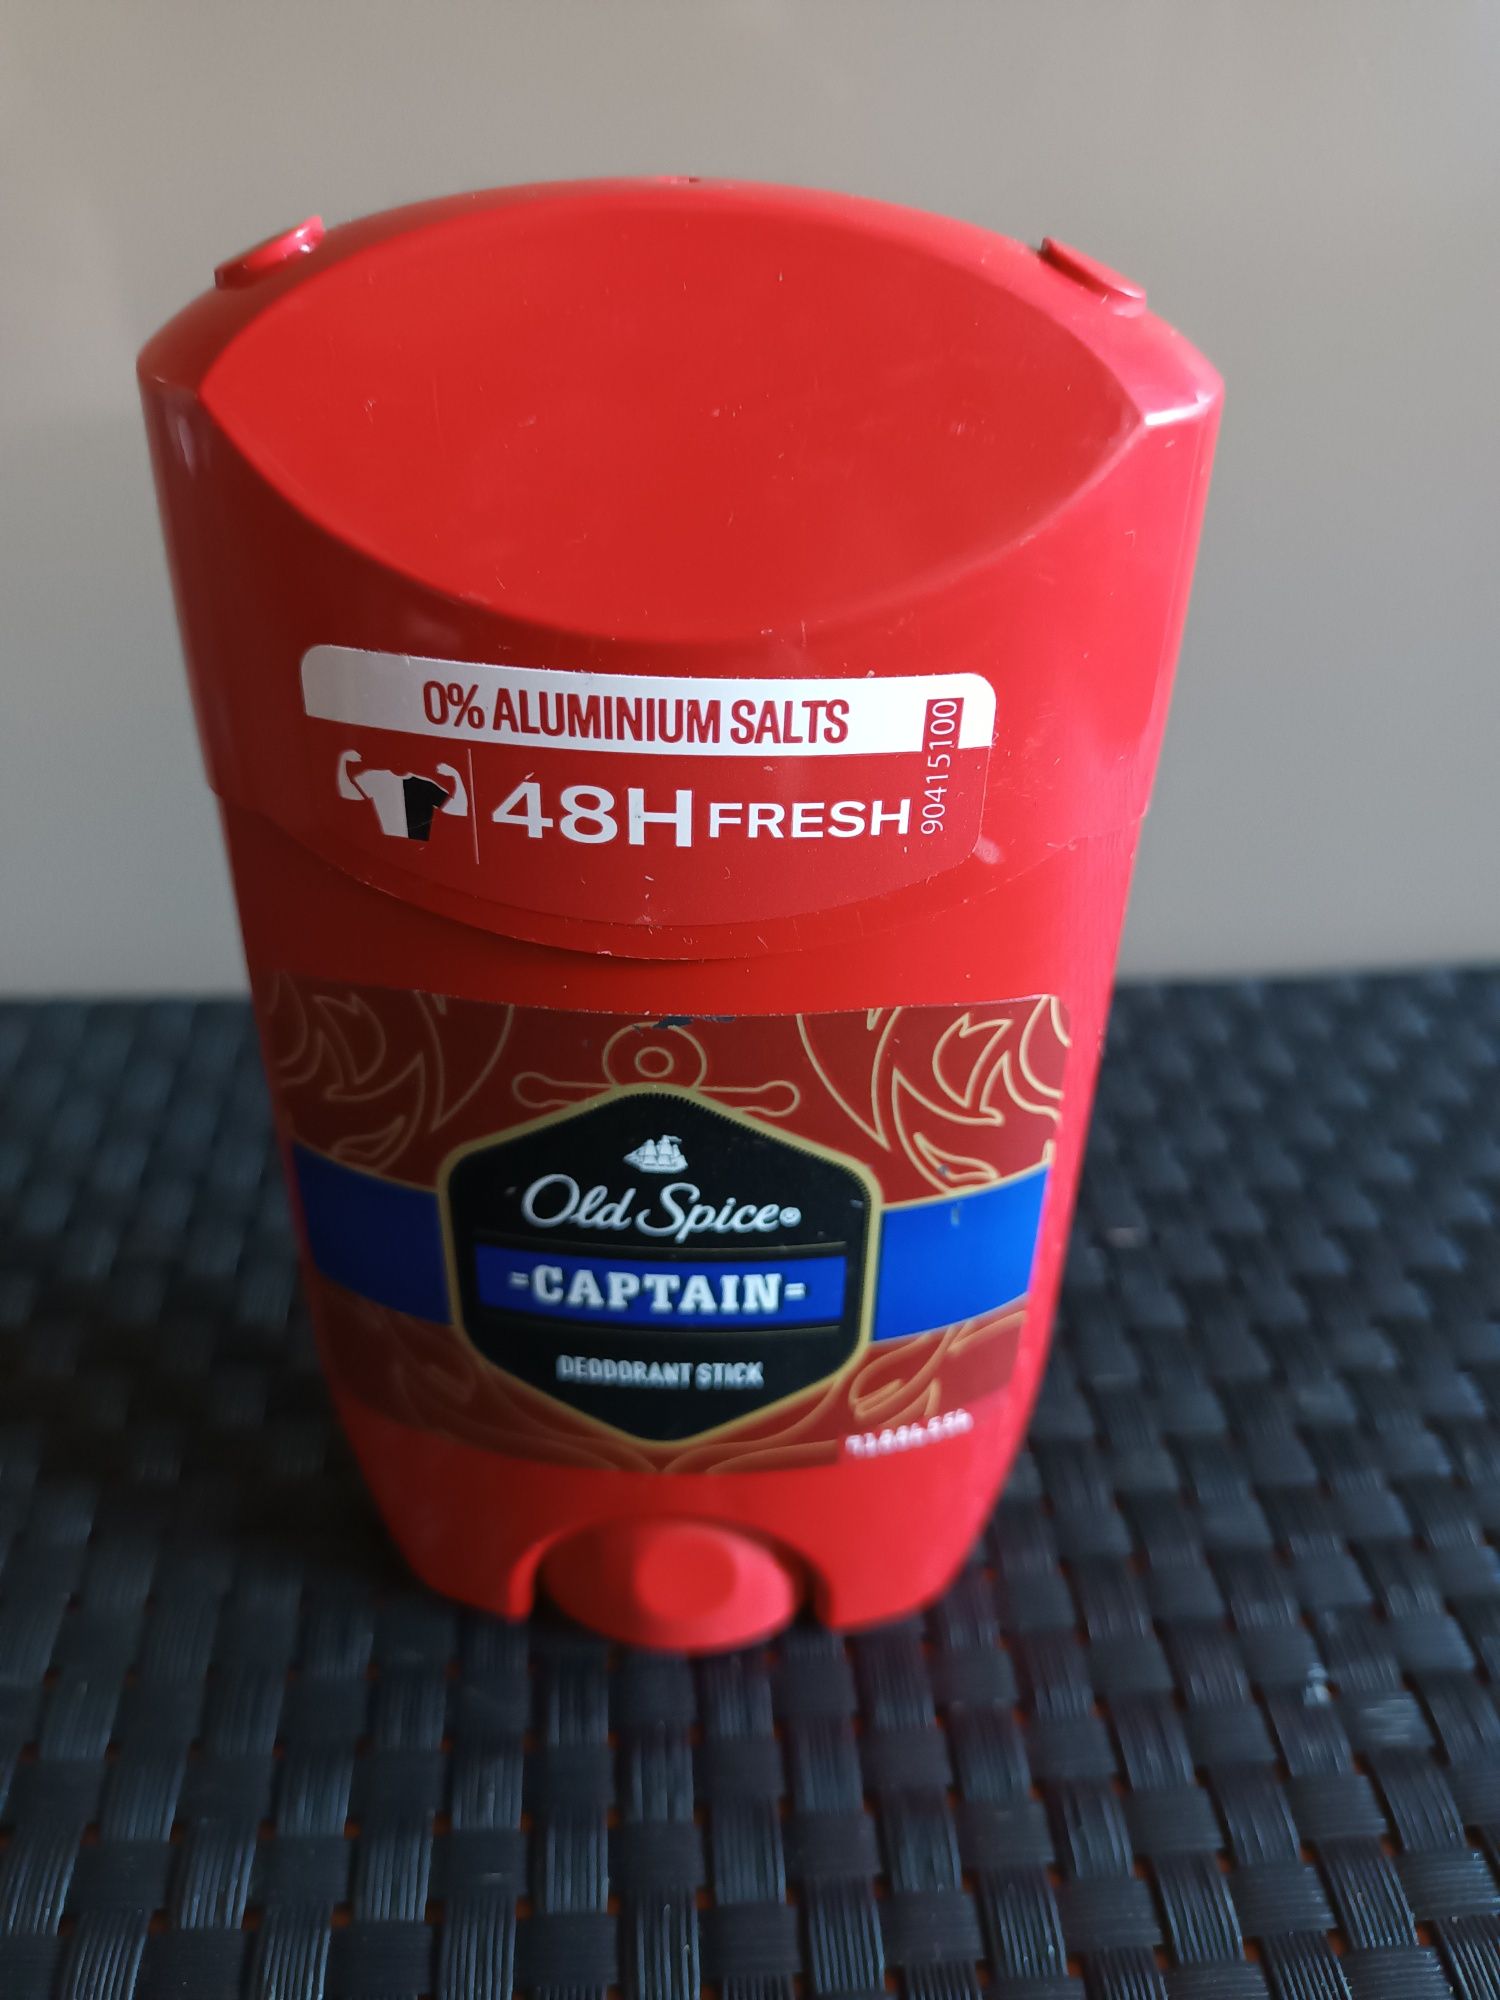 0% ALUMINIUM SALTS
48H FRESH
90415100
Old Spice®
=CAPTAIN=
DEODORANT STICK